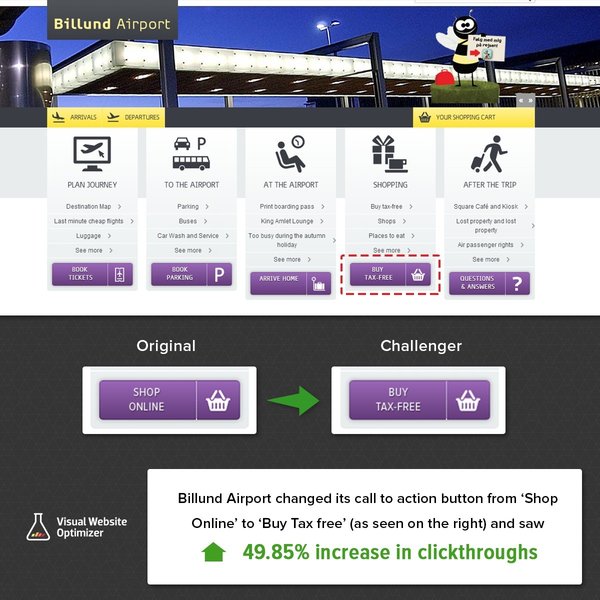 Billund Airport
Følg med mig
på rejsen!
ARRIVALS
DEPARTURES
YOUR SHOPPING CART
PLAN JOURNEY
Destination Map
Last minute cheap flights
Luggage
See more
BOOK
TICKETS
TO THE AIRPORT
Parking
Buses
Car Wash and Service
See more
BOOK
PARKING
P
AT THE AIRPORT
Print boarding pass
King Amlet Lounge
Too busy during the autumn
holiday
See more
ARRIVE HOME
SHOPPING
Buy tax-free
Shops
Places to eat
See more
BUY
TAX-FREE
AFTER THE TRIP
Square Café and Kiosk
Lost property and lost
property
Air passenger rights
See more
QUESTIONS
& ANSWERS
?
Original
Challenger
SHOP
ONLINE
BUY
TAX-FREE
Visual Website
Optimizer
Billund Airport changed its call to action button from ‘Shop
Online’ to ‘Buy Tax free’ (as seen on the right) and saw
49.85% increase in clickthroughs